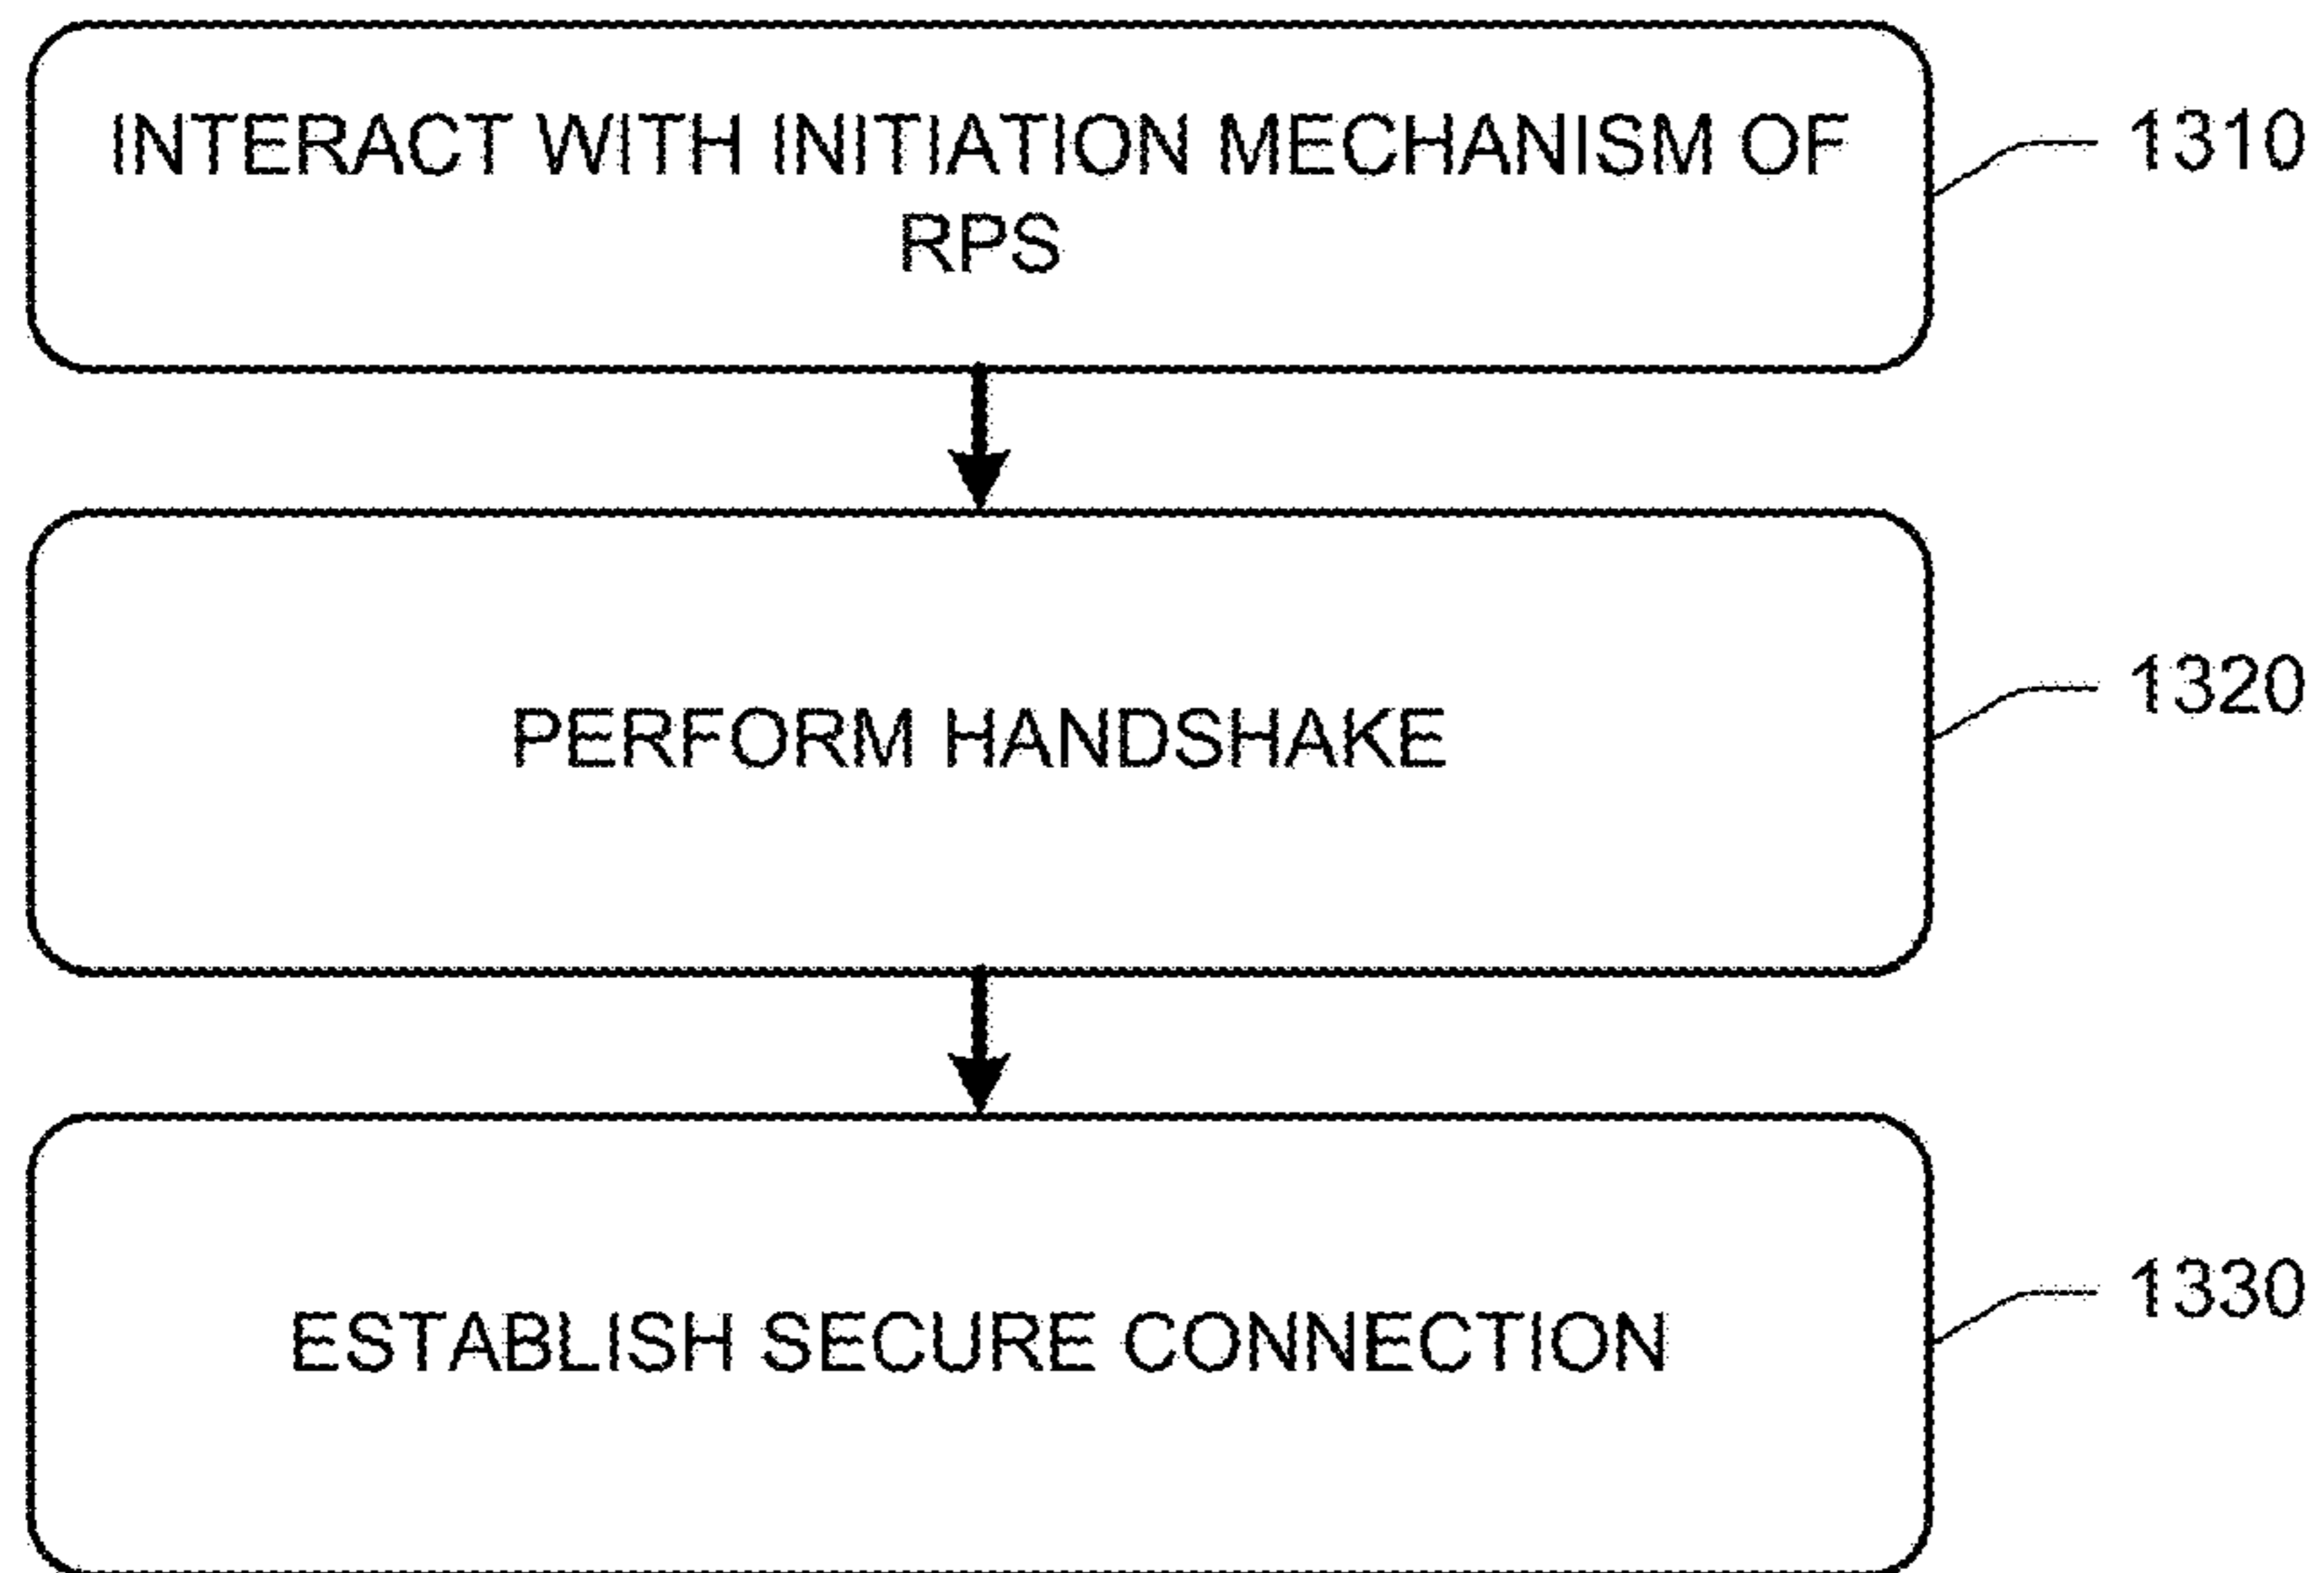 INTERACT WITH INITIATION MECHANISM OF
RPS
1310
PERFORM HANDSHAKE
1320
ESTABLISH SECURE CONNECTION
1330